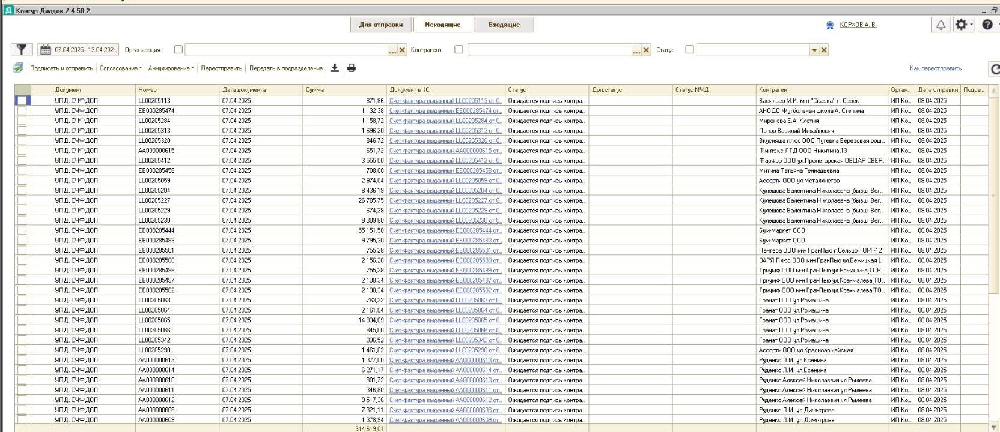 Контур.Диадок / 4.50.2
Для отправки Исходящие Входящие КОРХОВ А. В.
07.04.2025 - 13.04.202... Организация: ... Контрагент: ... Статус:
Подписать и отправить Согласование Аннулирование Переотправить Передать в подразделение Как переотправить
Документ Номер Дата документа Сумма Документ в 1С Статус Доп.статус Статус МЧД Контрагент Орган... Дата отправки Подра...
УПД, СЧФДОП LL00205113 07.04.2025 871,86 Счет-фактура выданный LL00205113 от 0... Ожидается подпись контра... Васильев М.И. м-н "Сказка" г. Севск ИП Ко... 08.04.2025
УПД, СЧФДОП EE000285474 07.04.2025 1 132,38 Счет-фактура выданный EE000285474 от... Ожидается подпись контра... АНОДО Футбольная школа А. Степина ИП Ко... 08.04.2025
УПД, СЧФДОП LL00205284 07.04.2025 1 158,72 Счет-фактура выданный LL00205284 от 0... Ожидается подпись контра... Миронова Е.А. Клетня ИП Ко... 08.04.2025
УПД, СЧФДОП LL00205313 07.04.2025 1 696,20 Счет-фактура выданный LL00205313 от 0... Ожидается подпись контра... Панов Василий Михайлович ИП Ко... 08.04.2025
УПД, СЧФДОП LL00205320 07.04.2025 846,72 Счет-фактура выданный LL00205320 от 0... Ожидается подпись контра... Вкусняша плюс ООО Путевка Березовая рощ... ИП Ко... 08.04.2025
УПД, СЧФДОП AA000000615 07.04.2025 651,72 Счет-фактура выданный AA000000615 от... Ожидается подпись контра... Финтэкс ЛТД ООО Никитина,13 ИП Ко... 08.04.2025
УПД, СЧФДОП LL00205412 07.04.2025 3 555,00 Счет-фактура выданный LL00205412 от 0... Ожидается подпись контра... Фарфор ООО ул.Пролетарская ОБЩАЯ СВЕР... ИП Ко... 08.04.2025
УПД, СЧФДОП EE000285458 07.04.2025 708,00 Счет-фактура выданный EE000285458 от... Ожидается подпись контра... Митина Татьяна Геннадьевна ИП Ко... 08.04.2025
УПД, СЧФДОП LL00205059 07.04.2025 2 974,04 Счет-фактура выданный LL00205059 от 0... Ожидается подпись контра... Ассорти ООО ул.Металлистов ИП Ко... 08.04.2025
УПД, СЧФДОП LL00205204 07.04.2025 8 436,19 Счет-фактура выданный LL00205204 от 0... Ожидается подпись контра... Кулешова Валентина Николаевна (бывш. Вег... ИП Ко... 08.04.2025
УПД, СЧФДОП LL00205227 07.04.2025 26 785,75 Счет-фактура выданный LL00205227 от 0... Ожидается подпись контра... Кулешова Валентина Николаевна (бывш. Вег... ИП Ко... 08.04.2025
УПД, СЧФДОП LL00205229 07.04.2025 674,28 Счет-фактура выданный LL00205229 от 0... Ожидается подпись контра... Кулешова Валентина Николаевна (бывш. Вег... ИП Ко... 08.04.2025
УПД, СЧФДОП LL00205230 07.04.2025 9 309,80 Счет-фактура выданный LL00205230 от 0... Ожидается подпись контра... Кулешова Валентина Николаевна (бывш. Вег... ИП Ко... 08.04.2025
УПД, СЧФДОП EE000285444 07.04.2025 55 151,58 Счет-фактура выданный EE000285444 от... Ожидается подпись контра... Бум-Маркет ООО ИП Ко... 08.04.2025
УПД, СЧФДОП EE000285483 07.04.2025 9 795,30 Счет-фактура выданный EE000285483 от... Ожидается подпись контра... Бум-Маркет ООО ИП Ко... 08.04.2025
УПД, СЧФДОП EE000285501 07.04.2025 755,28 Счет-фактура выданный EE000285501 от... Ожидается подпись контра... Пантера ООО м-н ГранПью г.Сельцо ТОРГ-12 ИП Ко... 08.04.2025
УПД, СЧФДОП EE000285500 07.04.2025 2 156,28 Счет-фактура выданный EE000285500 от... Ожидается подпись контра... ЗАРЯ Плюс ООО м-н ГранПью ул.Бежицкая (... ИП Ко... 08.04.2025
УПД, СЧФДОП EE000285499 07.04.2025 755,28 Счет-фактура выданный EE000285499 от... Ожидается подпись контра... Триумф ООО м-н ГранПью ул.Ромашина(ТОР... ИП Ко... 08.04.2025
УПД, СЧФДОП EE000285497 07.04.2025 2 138,34 Счет-фактура выданный EE000285497 от... Ожидается подпись контра... Триумф ООО м-н ГранПью ул.Крахмалева(ТО... ИП Ко... 08.04.2025
УПД, СЧФДОП EE000285502 07.04.2025 2 138,34 Счет-фактура выданный EE000285502 от... Ожидается подпись контра... Триумф ООО м-н ГранПью ул.Крахмалева(ТО... ИП Ко... 08.04.2025
УПД, СЧФДОП LL00205063 07.04.2025 763,32 Счет-фактура выданный LL00205063 от 0... Ожидается подпись контра... Гранат ООО ул.Ромашина ИП Ко... 08.04.2025
УПД, СЧФДОП LL00205064 07.04.2025 2 161,84 Счет-фактура выданный LL00205064 от 0... Ожидается подпись контра... Гранат ООО ул.Ромашина ИП Ко... 08.04.2025
УПД, СЧФДОП LL00205065 07.04.2025 14 934,89 Счет-фактура выданный LL00205065 от 0... Ожидается подпись контра... Гранат ООО ул.Ромашина ИП Ко... 08.04.2025
УПД, СЧФДОП LL00205066 07.04.2025 845,00 Счет-фактура выданный LL00205066 от 0... Ожидается подпись контра... Гранат ООО ул.Ромашина ИП Ко... 08.04.2025
УПД, СЧФДОП LL00205342 07.04.2025 936,52 Счет-фактура выданный LL00205342 от 0... Ожидается подпись контра... Гранат ООО ул.Ромашина ИП Ко... 08.04.2025
УПД, СЧФДОП LL00205290 07.04.2025 1 461,02 Счет-фактура выданный LL00205290 от 0... Ожидается подпись контра... Ассорти ООО ул.Красноармейская ИП Ко... 08.04.2025
УПД, СЧФДОП AA000000613 07.04.2025 1 377,00 Счет-фактура выданный AA000000613 от... Ожидается подпись контра... Руденко Л.М. ул.Есенина ИП Ко... 08.04.2025
УПД, СЧФДОП AA000000614 07.04.2025 6 271,17 Счет-фактура выданный AA000000614 от... Ожидается подпись контра... Руденко Л.М. ул.Есенина ИП Ко... 08.04.2025
УПД, СЧФДОП AA000000610 07.04.2025 801,72 Счет-фактура выданный AA000000610 от... Ожидается подпись контра... Руденко Алексей Николаевич ул.Рылеева ИП Ко... 08.04.2025
УПД, СЧФДОП AA000000611 07.04.2025 346,80 Счет-фактура выданный AA000000611 от... Ожидается подпись контра... Руденко Алексей Николаевич ул.Рылеева ИП Ко... 08.04.2025
УПД, СЧФДОП AA000000612 07.04.2025 9 517,36 Счет-фактура выданный AA000000612 от... Ожидается подпись контра... Руденко Алексей Николаевич ул.Рылеева ИП Ко... 08.04.2025
УПД, СЧФДОП AA000000608 07.04.2025 7 321,11 Счет-фактура выданный AA000000608 от... Ожидается подпись контра... Руденко Л.М. ул.Димитрова ИП Ко... 08.04.2025
УПД, СЧФДОП AA000000609 07.04.2025 1 378,94 Счет-фактура выданный AA000000609 от... Ожидается подпись контра... Руденко Л.М. ул.Димитрова ИП Ко... 08.04.2025
314 619,01